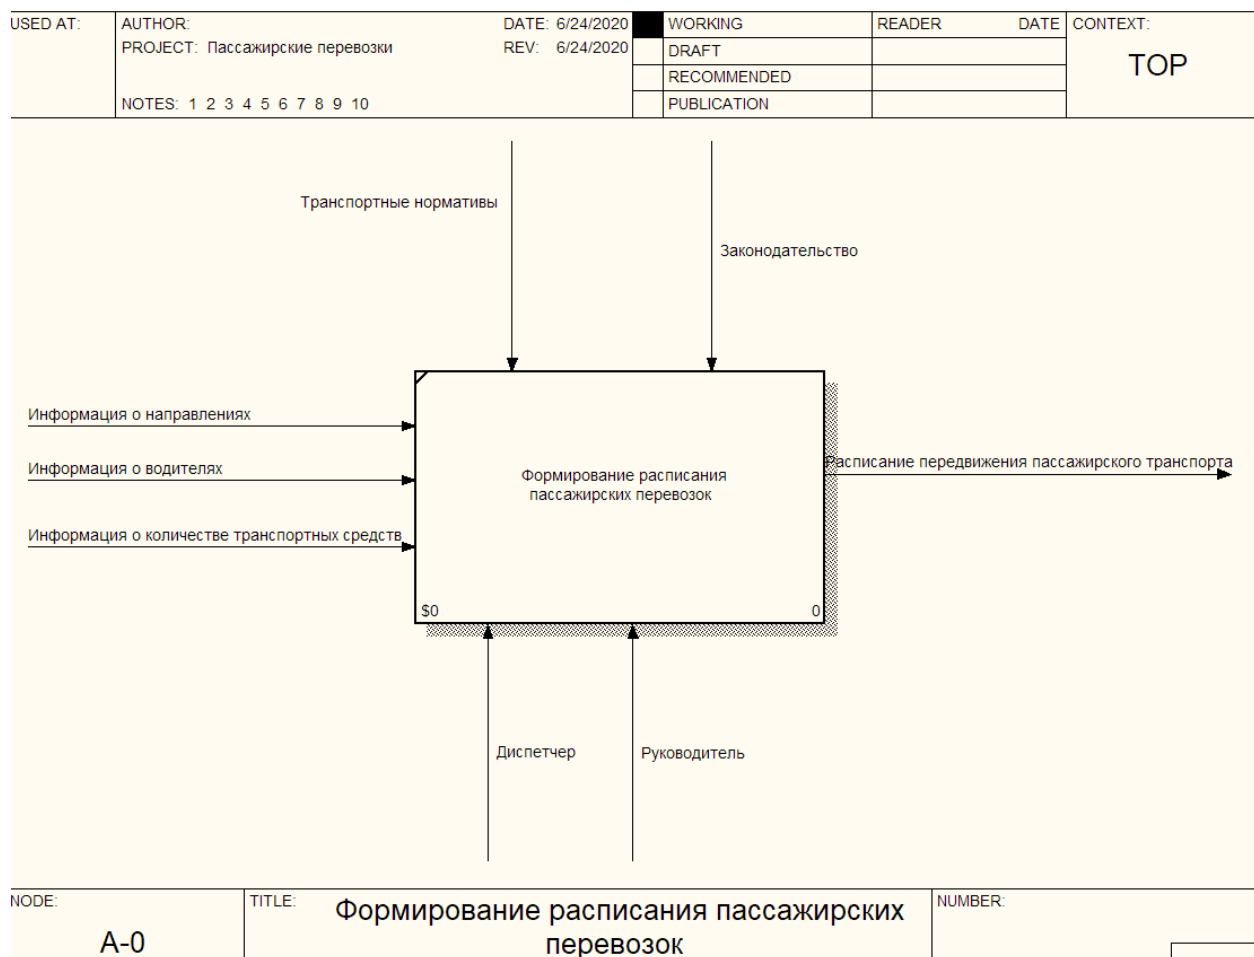 USED AT:
AUTHOR:
DATE: 6/24/2020
WORKING
READER
DATE
CONTEXT:
PROJECT: Пассажирские перевозки
REV: 6/24/2020
DRAFT
TOP
RECOMMENDED
NOTES: 1 2 3 4 5 6 7 8 9 10
PUBLICATION
Транспортные нормативы
Законодательство
Информация о направлениях
Информация о водителях
Информация о количестве транспортных средств
Формирование расписания
пассажирских перевозок
Расписание передвижения пассажирского транспорта
$0
0
Диспетчер
Руководитель
NODE:
A-0
TITLE:
Формирование расписания пассажирских
перевозок
NUMBER: